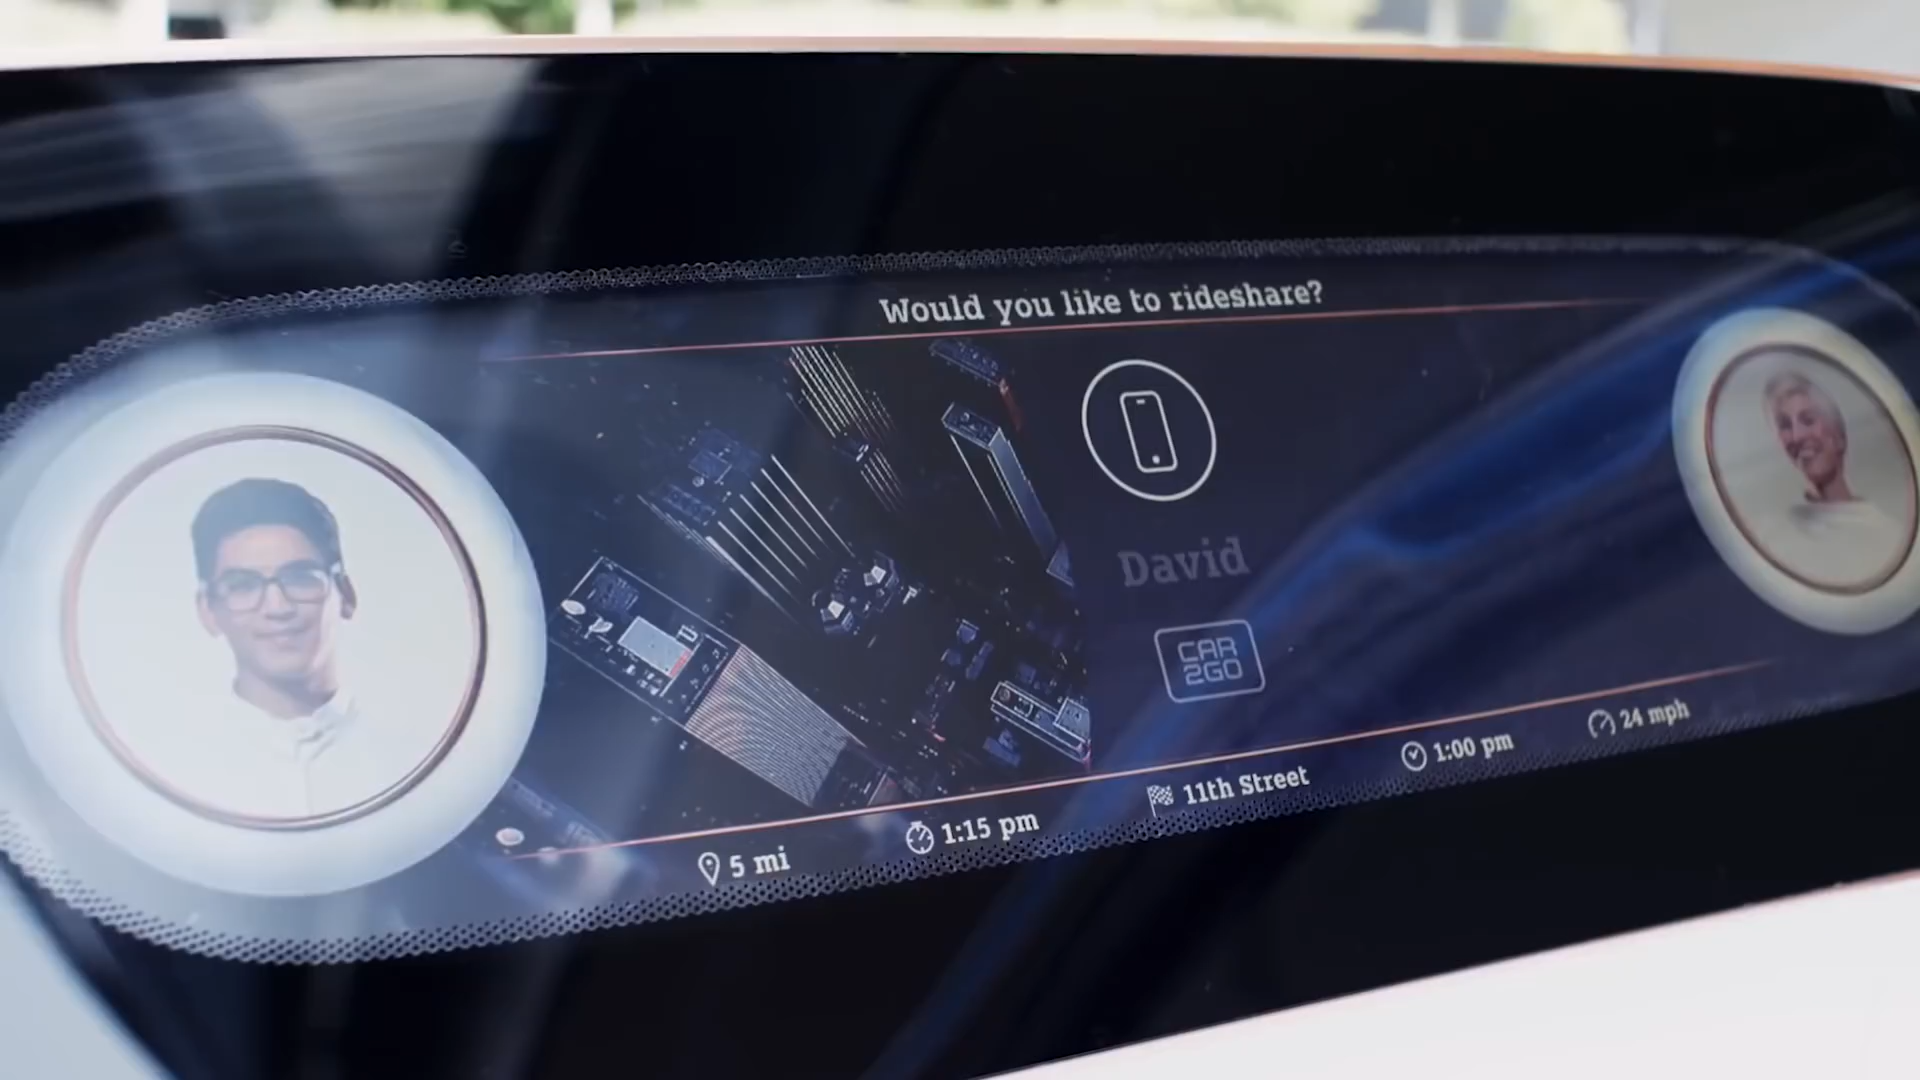 Would you like to rideshare?
David
CAR
2GO
5 mi
1:15 pm
11th Street
1:00 pm
24 mph